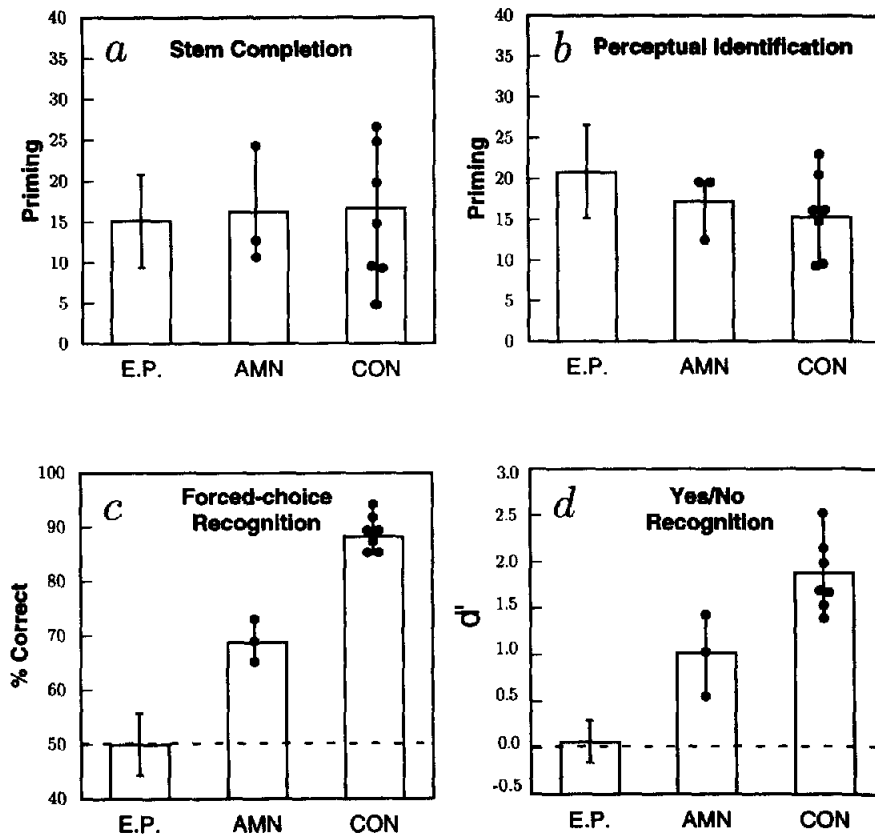 a Stem Completion
Priming
40
35
30
25
20
15
10
5
0
E.P. AMN CON
b Perceptual Identification
Priming
40
35
30
25
20
15
10
5
0
E.P. AMN CON
c Forced-choice
Recognition
% Correct
100
90
80
70
60
50
40
E.P. AMN CON
d Yes/No
Recognition
d'
3.0
2.5
2.0
1.5
1.0
0.5
0.0
-0.5
E.P. AMN CON